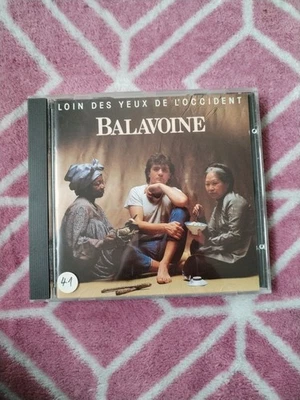 LOIN DES YEUX DE L'OCCIDENT
BALAVOINE
41